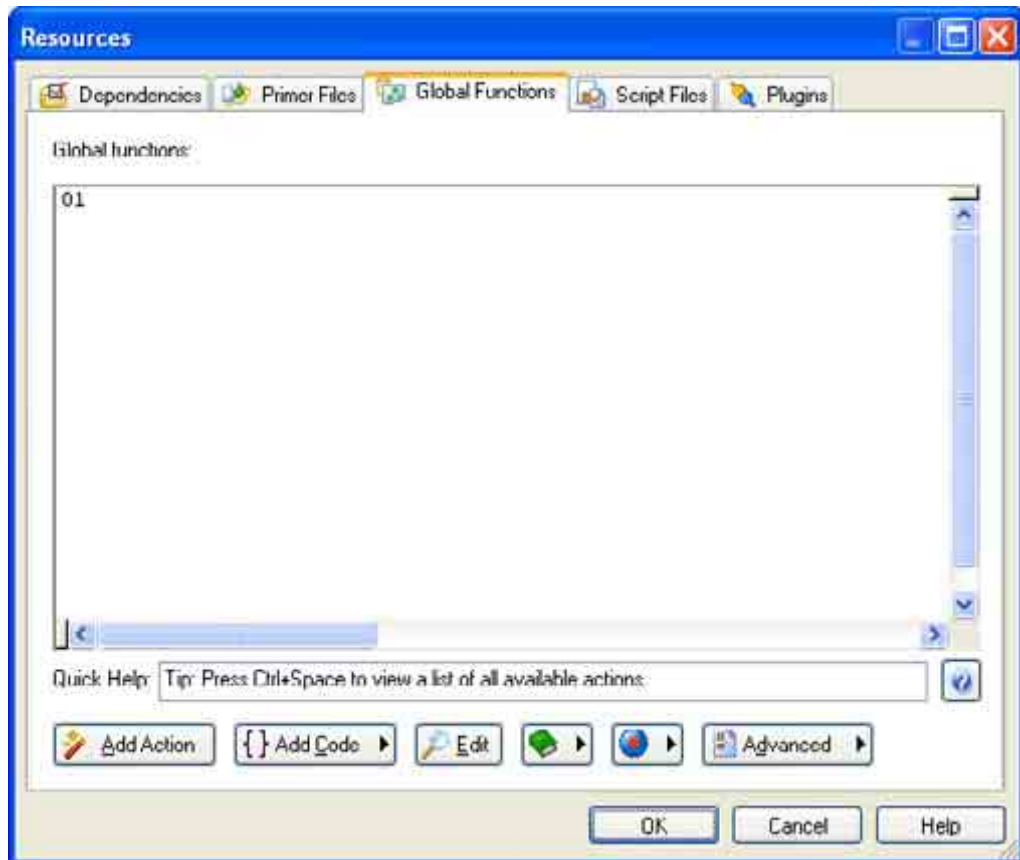 Resources
Dependencies Primer Files Global Functions Script Files Plugins
Global functions:
01
Quick Help: Tip: Press Ctrl+Space to view a list of all available actions.
Add Action { } Add Code Edit Advanced
OK Cancel Help